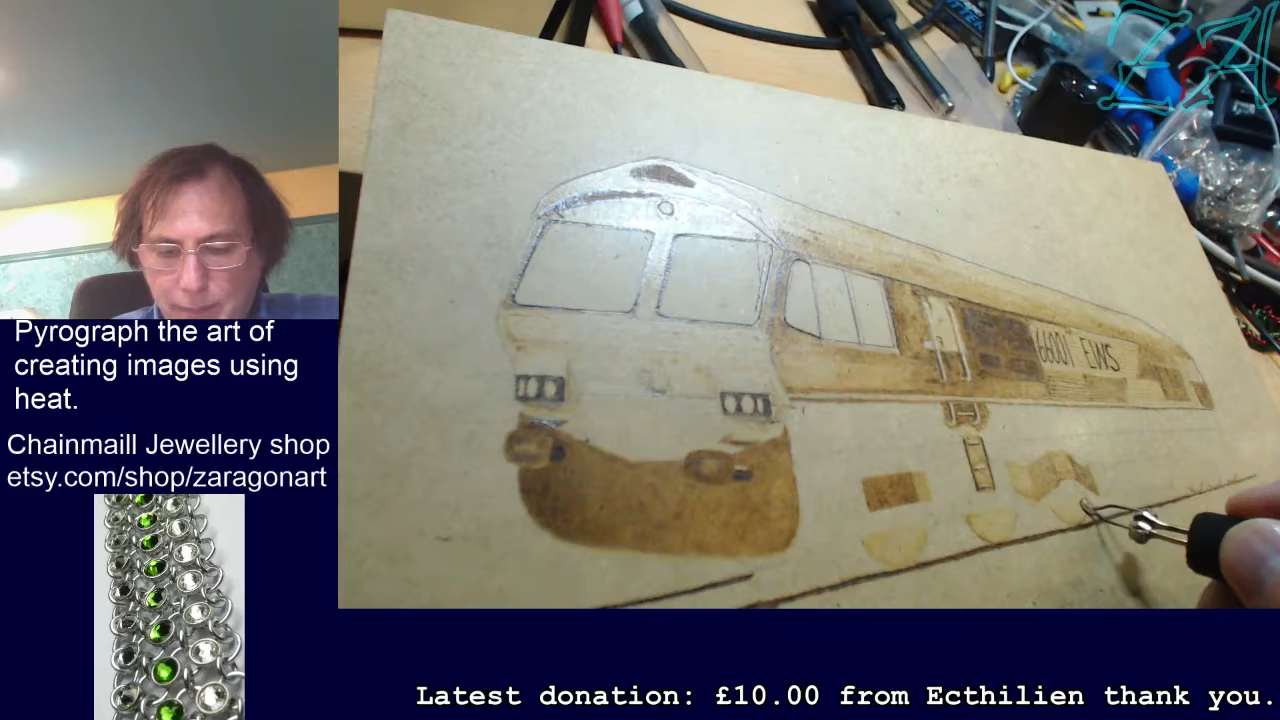 ZA
Pyrograph the art of
creating images using
heat.
Chainmaill Jewellery shop
etsy.com/shop/zaragonart
66001 EWS
Latest donation: £10.00 from Ecthilien thank you.